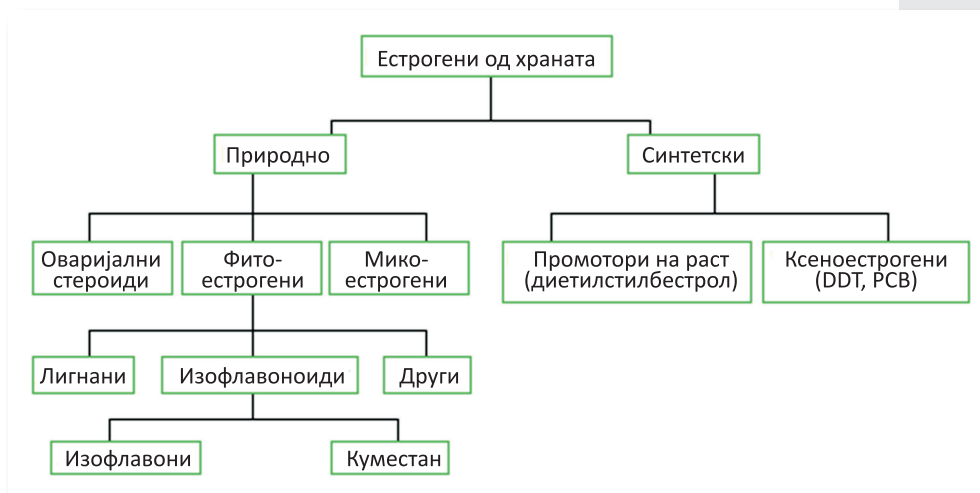 Естрогени од храната
Природно
Синтетски
Оваријални
стероиди
Фито-
естрогени
Мико-
естрогени
Промотори на раст
(диетилстилбестрол)
Ксеноестрогени
(DDT, PCB)
Лигнани
Изофлавоноиди
Други
Изофлавони
Куместан